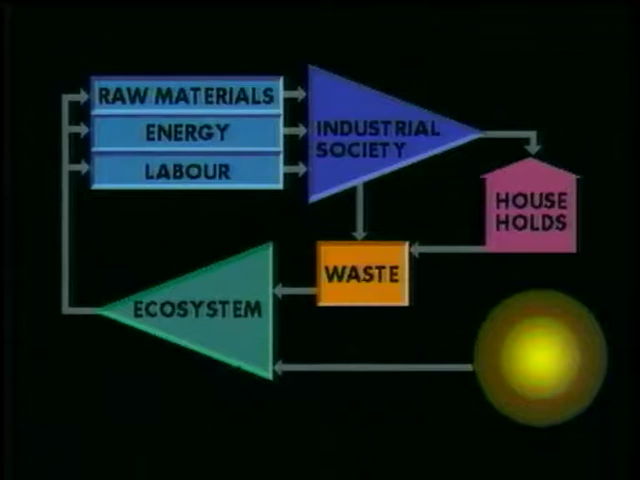 RAW MATERIALS
ENERGY
LABOUR
INDUSTRIAL
SOCIETY
HOUSE
HOLDS
WASTE
ECOSYSTEM